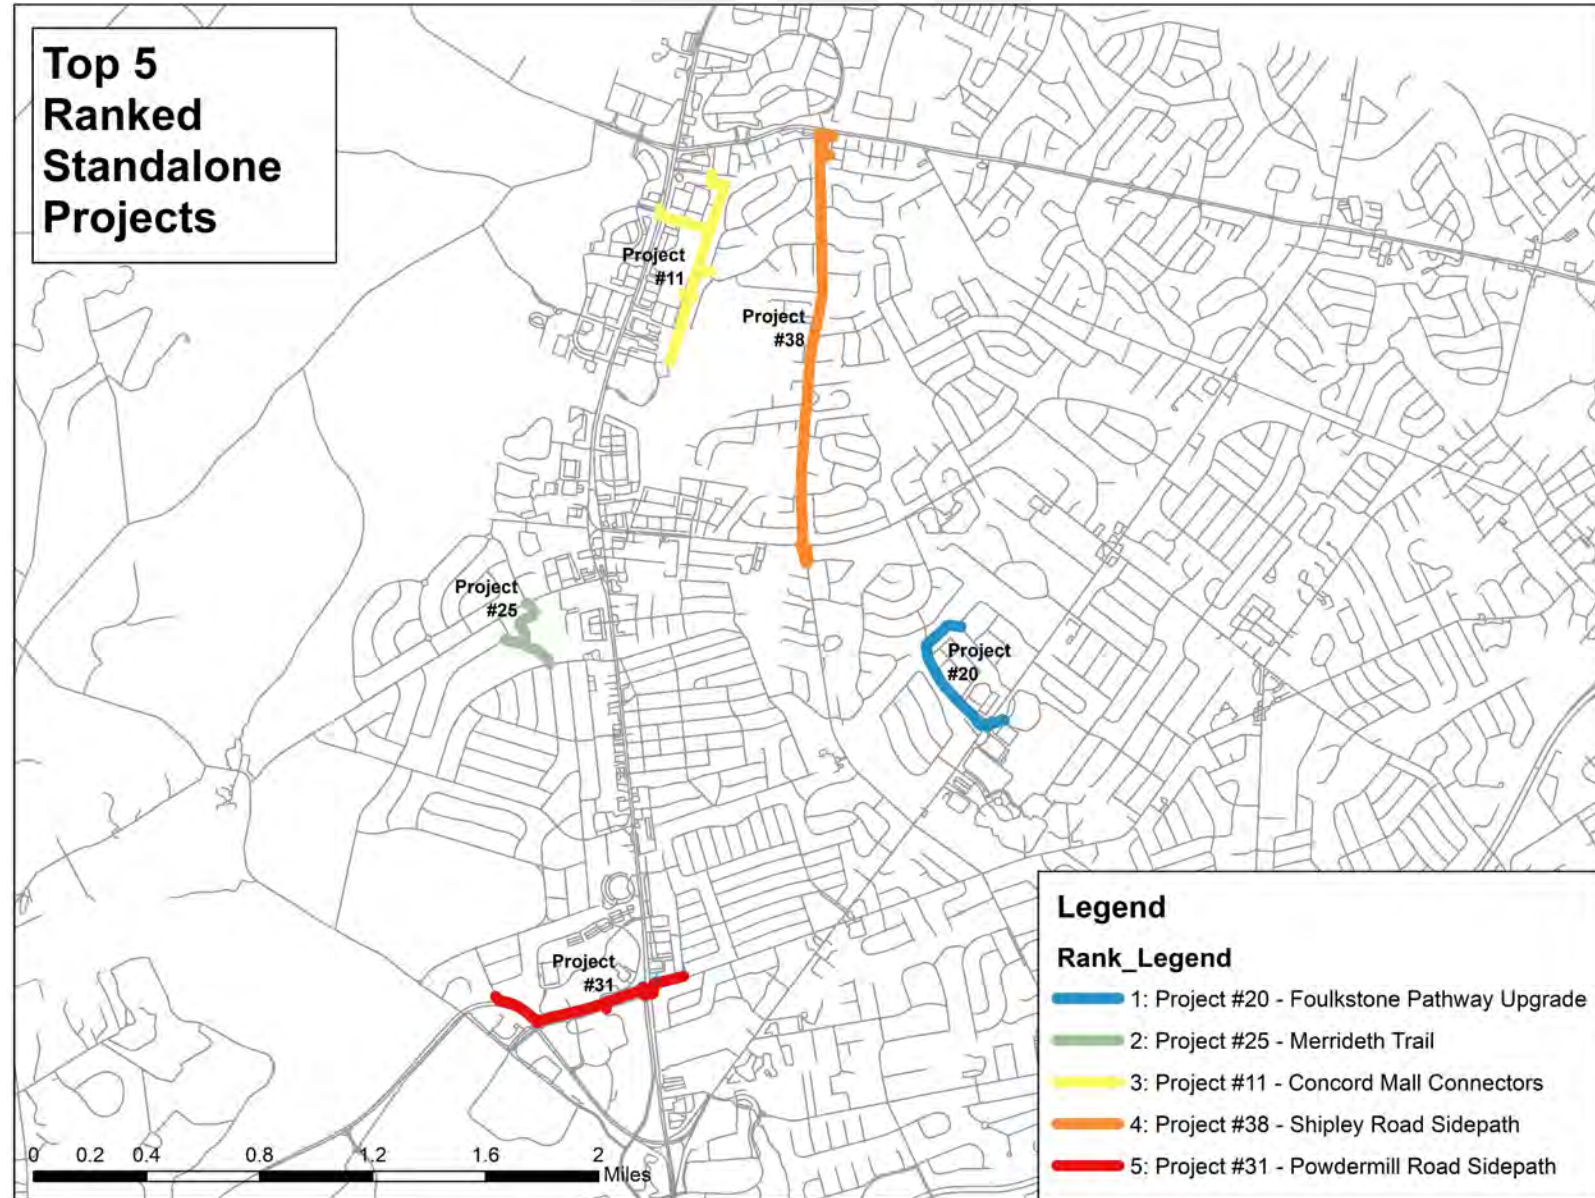 Top 5
Ranked
Standalone
Projects
Project
#11
Project
#38
Project
#25
Project
#20
Project
#31
Legend
Rank_Legend
1: Project #20 - Foulkstone Pathway Upgrade
2: Project #25 - Merrideth Trail
3: Project #11 - Concord Mall Connectors
4: Project #38 - Shipley Road Sidepath
5: Project #31 - Powdermill Road Sidepath
0 0.2 0.4 0.8 1.2 1.6 2
Miles